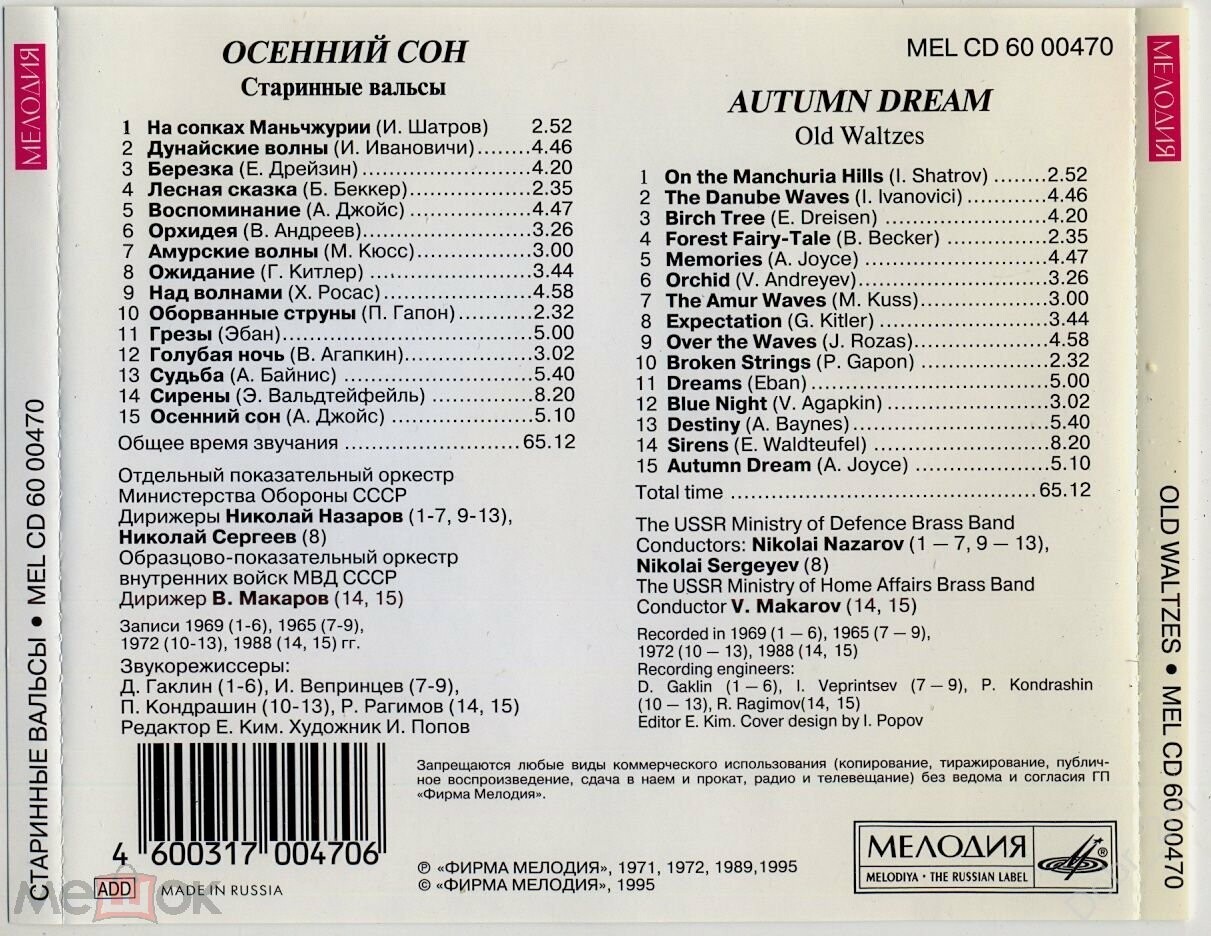 МЕЛОДИЯ
СТАРИННЫЕ ВАЛЬСЫ • MEL CD 60 00470
ОСЕННИЙ СОН
Старинные вальсы
1 На сопках Маньчжурии (И. Шатров) 2.52
2 Дунайские волны (И. Ивановичи)........4.46
3 Березка (Е. Дрейзин) ........................4.20
4 Лесная сказка (Б. Беккер) .................2.35
5 Воспоминание (А. Джойс) .................4.47
6 Орхидея (В. Андреев)........................3.26
7 Амурские волны (М. Кюсс)................3.00
8 Ожидание (Г. Китлер) .......................3.44
9 Над волнами (Х. Росас).....................4.58
10 Оборванные струны (П. Гапон)..........2.32
11 Грезы (Эбан)....................................5.00
12 Голубая ночь (В. Агапкин)..................3.02
13 Судьба (А. Байнис) ..........................5.40
14 Сирены (Э. Вальдтейфейль) ..............8.20
15 Осенний сон (А. Джойс) ....................5.10
Общее время звучания .........................65.12
Отдельный показательный оркестр
Министерства Обороны СССР
Дирижеры Николай Назаров (1-7, 9-13),
Николай Сергеев (8)
Образцово-показательный оркестр
внутренних войск МВД СССР
Дирижер В. Макаров (14, 15)
Записи 1969 (1-6), 1965 (7-9),
1972 (10-13), 1988 (14, 15) гг.
Звукорежиссеры:
Д. Гаклин (1-6), И. Вепринцев (7-9),
П. Кондрашин (10-13), Р. Рагимов (14, 15)
Редактор Е. Ким. Художник И. Попов
4 600317 004706
ADD MADE IN RUSSIA
MEL CD 60 00470
AUTUMN DREAM
Old Waltzes
1 On the Manchuria Hills (I. Shatrov) ........2.52
2 The Danube Waves (I. Ivanovici) ............4.46
3 Birch Tree (E. Dreisen) ........................4.20
4 Forest Fairy-Tale (B. Becker) ...............2.35
5 Memories (A. Joyce) ...........................4.47
6 Orchid (V. Andreyev)............................3.26
7 The Amur Waves (M. Kuss)...................3.00
8 Expectation (G. Kitler) .........................3.44
9 Over the Waves (J. Rozas)....................4.58
10 Broken Strings (P. Gapon) ...................2.32
11 Dreams (Eban) ...................................5.00
12 Blue Night (V. Agapkin) ........................3.02
13 Destiny (A. Baynes)..............................5.40
14 Sirens (E. Waldteufel) ..........................8.20
15 Autumn Dream (A. Joyce) ....................5.10
Total time ..........................................65.12
The USSR Ministry of Defence Brass Band
Conductors: Nikolai Nazarov (1 — 7, 9 — 13),
Nikolai Sergeyev (8)
The USSR Ministry of Home Affairs Brass Band
Conductor V. Makarov (14, 15)
Recorded in 1969 (1 — 6), 1965 (7 — 9),
1972 (10 — 13), 1988 (14, 15)
Recording engineers:
D. Gaklin (1 — 6), I. Veprintsev (7 — 9), P. Kondrashin
(10 — 13), R. Ragimov(14, 15)
Editor E. Kim. Cover design by I. Popov
Запрещаются любые виды коммерческого использования (копирование, тиражирование, публич-
ное воспроизведение, сдача в наем и прокат, радио и телевещание) без ведома и согласия ГП
«Фирма Мелодия».
℗ «ФИРМА МЕЛОДИЯ», 1971, 1972, 1989,1995
© «ФИРМА МЕЛОДИЯ», 1995
МЕЛОДИЯ
MELODIYA · THE RUSSIAN LABEL
®
МЕЛОДИЯ
OLD WALTZES • MEL CD 60 00470
мешок